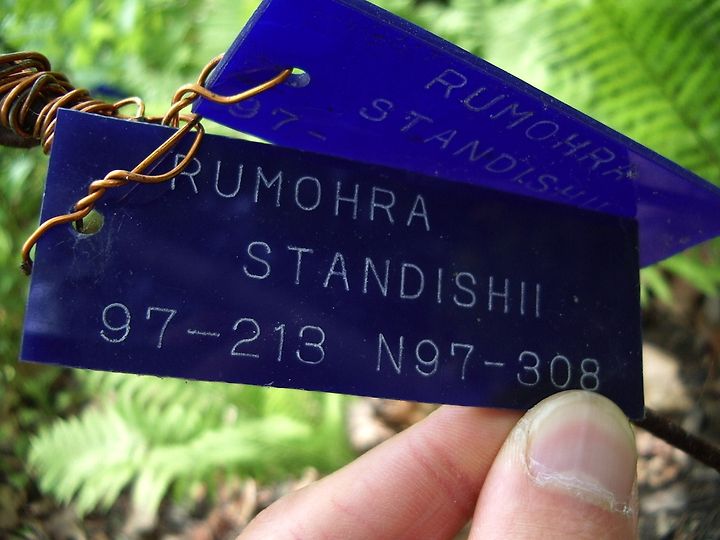 RUMOHRA
STANDISHII
97-
RUMOHRA
STANDISHII
97-213 N97-308